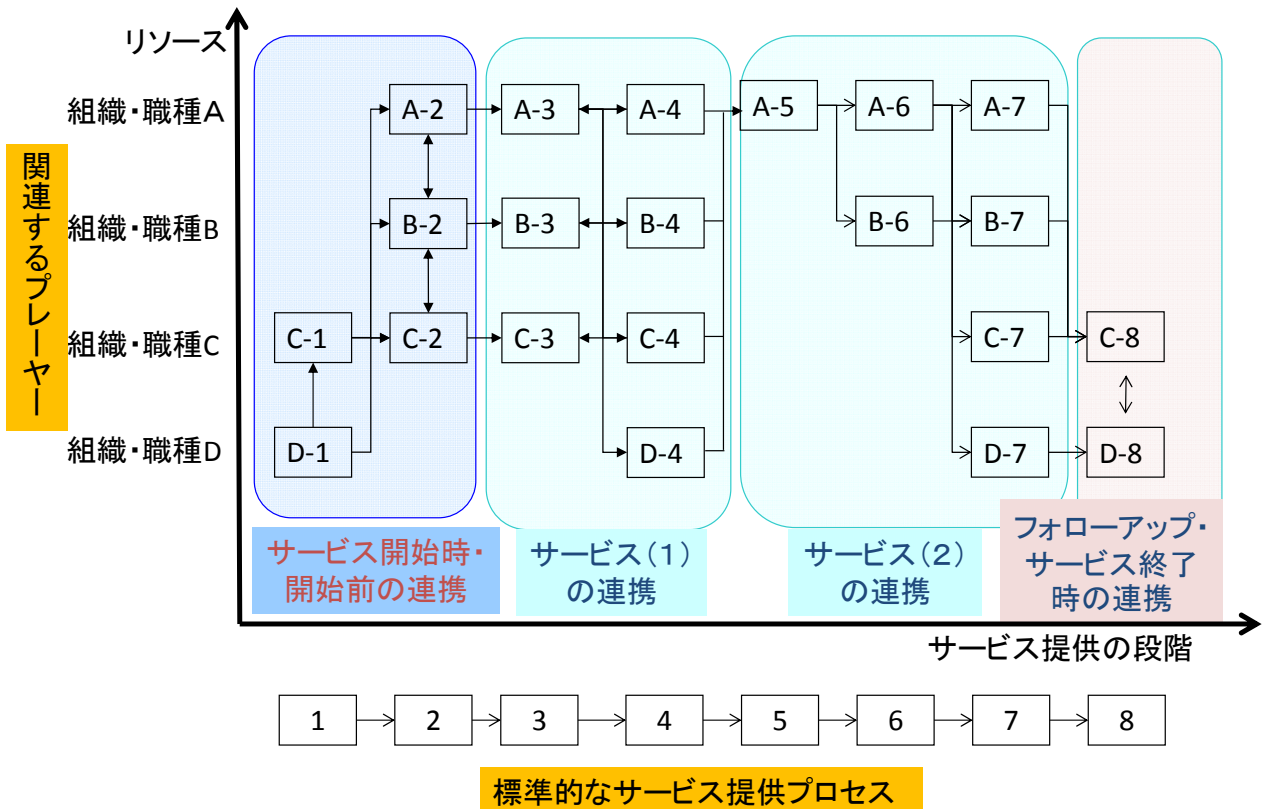 リソース
組織・職種A
A-2
A-3
A-4
A-5
A-6
A-7
関連するプレーヤー
組織・職種B
B-2
B-3
B-4
B-6
B-7
組織・職種C
C-1
C-2
C-3
C-4
C-7
C-8
組織・職種D
D-1
D-4
D-7
D-8
サービス開始時・
開始前の連携
サービス(1)
の連携
サービス(2)
の連携
フォローアップ・
サービス終了
時の連携
サービス提供の段階
1
2
3
4
5
6
7
8
標準的なサービス提供プロセス